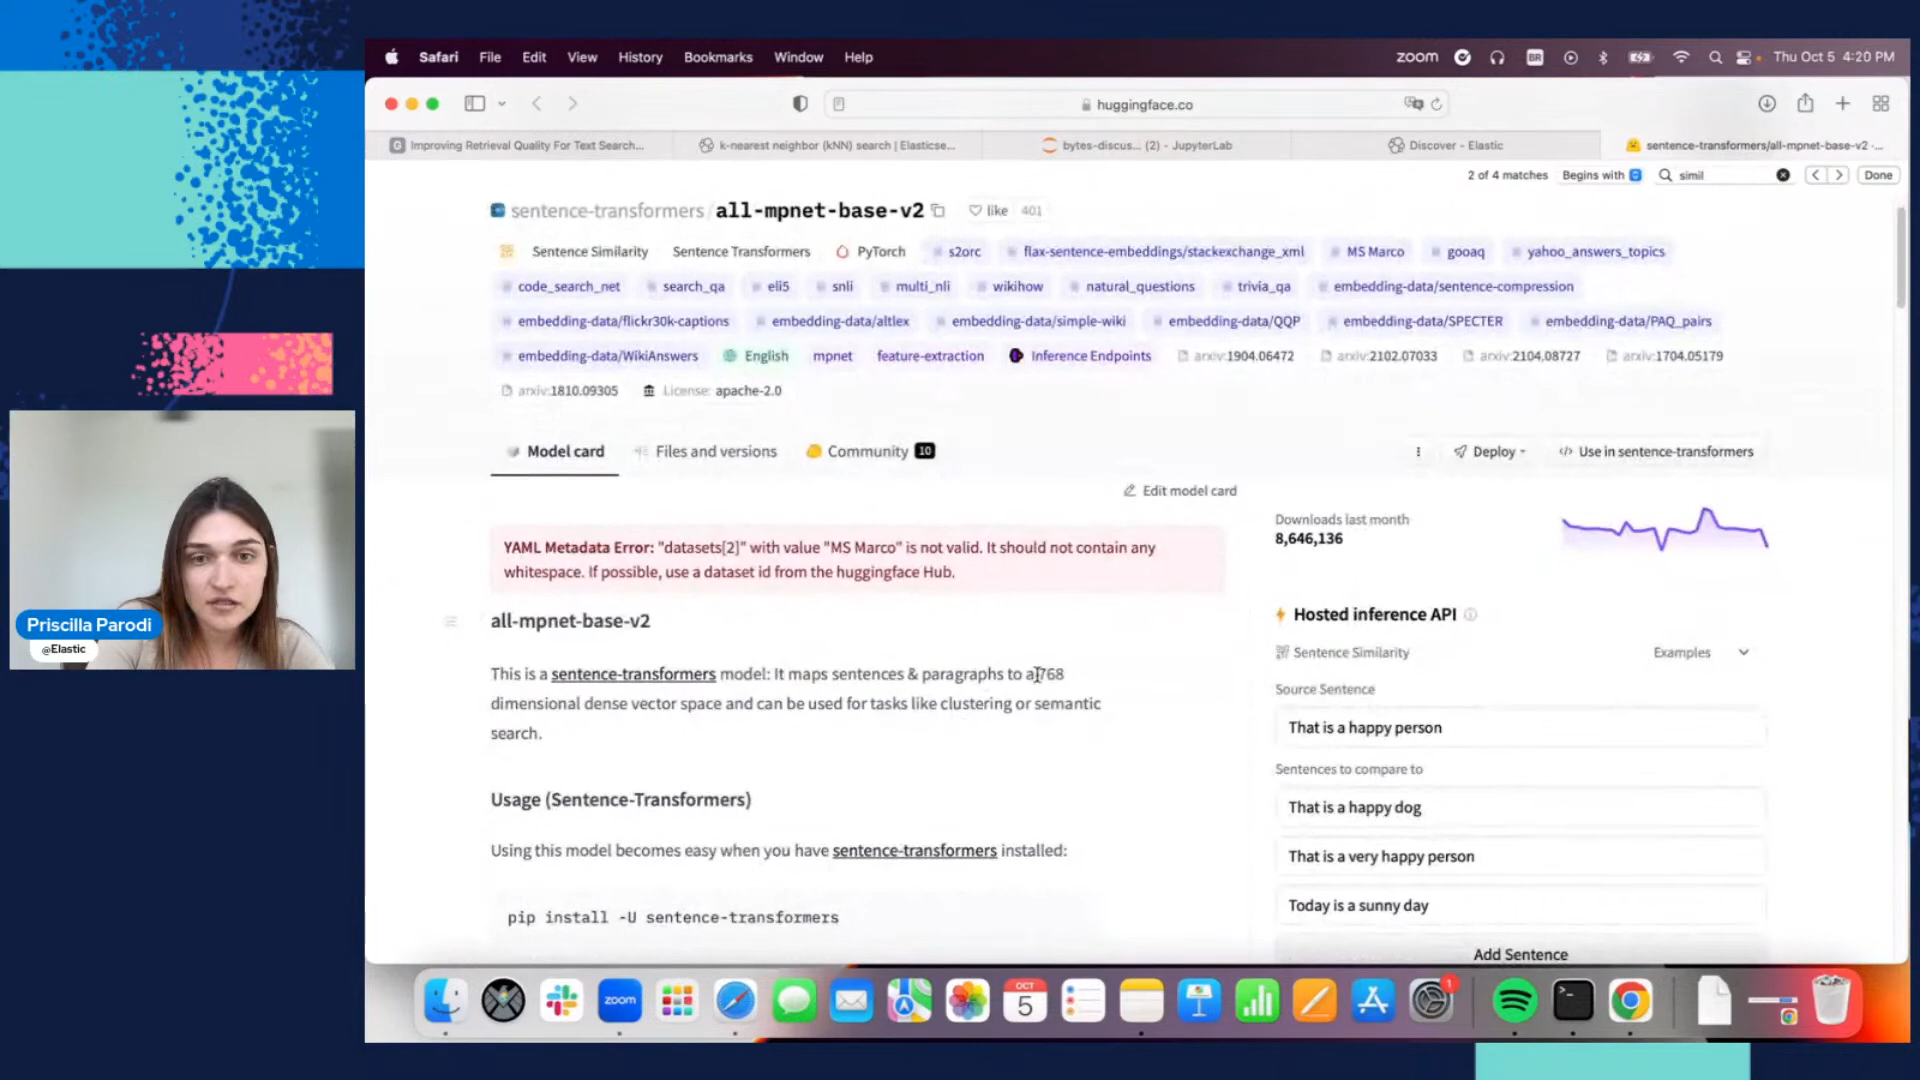 Safari File Edit View History Bookmarks Window Help
zoom BR Thu Oct 5 4:20 PM
huggingface.co
Improving Retrieval Quality For Text Search...
k-nearest neighbor (kNN) search | Elasticse...
bytes-discus... (2) - JupyterLab
Discover - Elastic
sentence-transformers/all-mpnet-base-v2 -...
2 of 4 matches Begins with simil Done
sentence-transformers/all-mpnet-base-v2 like 401
Sentence Similarity Sentence Transformers PyTorch s2orc flax-sentence-embeddings/stackexchange_xml MS Marco gooaq yahoo_answers_topics
code_search_net search_qa eli5 snli multi_nli wikihow natural_questions trivia_qa embedding-data/sentence-compression
embedding-data/flickr30k-captions embedding-data/altlex embedding-data/simple-wiki embedding-data/QQP embedding-data/SPECTER embedding-data/PAQ_pairs
embedding-data/WikiAnswers English mpnet feature-extraction Inference Endpoints arxiv:1904.06472 arxiv:2102.07033 arxiv:2104.08727 arxiv:1704.05179
arxiv:1810.09305 License: apache-2.0
Model card Files and versions Community 10
Deploy </> Use in sentence-transformers
Edit model card
YAML Metadata Error: "datasets[2]" with value "MS Marco" is not valid. It should not contain any
whitespace. If possible, use a dataset id from the huggingface Hub.
all-mpnet-base-v2
This is a sentence-transformers model: It maps sentences & paragraphs to a 768
dimensional dense vector space and can be used for tasks like clustering or semantic
search.
Usage (Sentence-Transformers)
Using this model becomes easy when you have sentence-transformers installed:
pip install -U sentence-transformers
Downloads last month
8,646,136
Hosted inference API
Sentence Similarity
Examples
Source Sentence
That is a happy person
Sentences to compare to
That is a happy dog
That is a very happy person
Today is a sunny day
Add Sentence
Priscilla Parodi
@Elastic
zoom
OCT
5
1